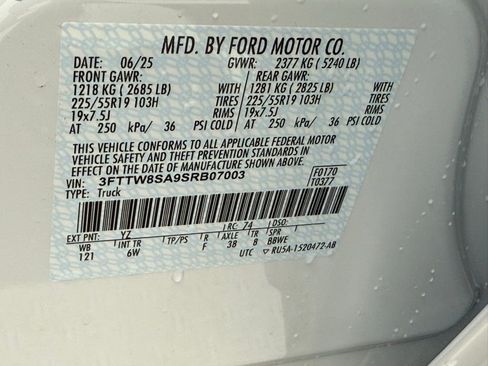 MFD. BY FORD MOTOR CO.
DATE: 06/25 GVWR: 2377 KG ( 5240 LB)
FRONT GAWR: REAR GAWR:
1218 KG ( 2685 LB) WITH 1281 KG ( 2825 LB) WITH
225/55R19 103H TIRES 225/55R19 103H TIRES
19x7.5J RIMS 19x7.5J RIMS
AT 250 kPa/ 36 PSI COLD AT 250 kPa/ 36 PSI COLD
THIS VEHICLE CONFORMS TO ALL APPLICABLE FEDERAL MOTOR
VEHICLE SAFETY AND THEFT PREVENTION STANDARDS IN
EFFECT ON THE DATE OF MANUFACTURE SHOWN ABOVE.
VIN: 3FTTW8SA9SRB07003 F0170
TYPE: Truck T0377
EXT PNT: YZ RC: 74 DSO:
WB INT TR TP/PS R AXLE TR SPR
121 6W F 38 8 BBWE
UTC ▽ RU5A-1520472-AB